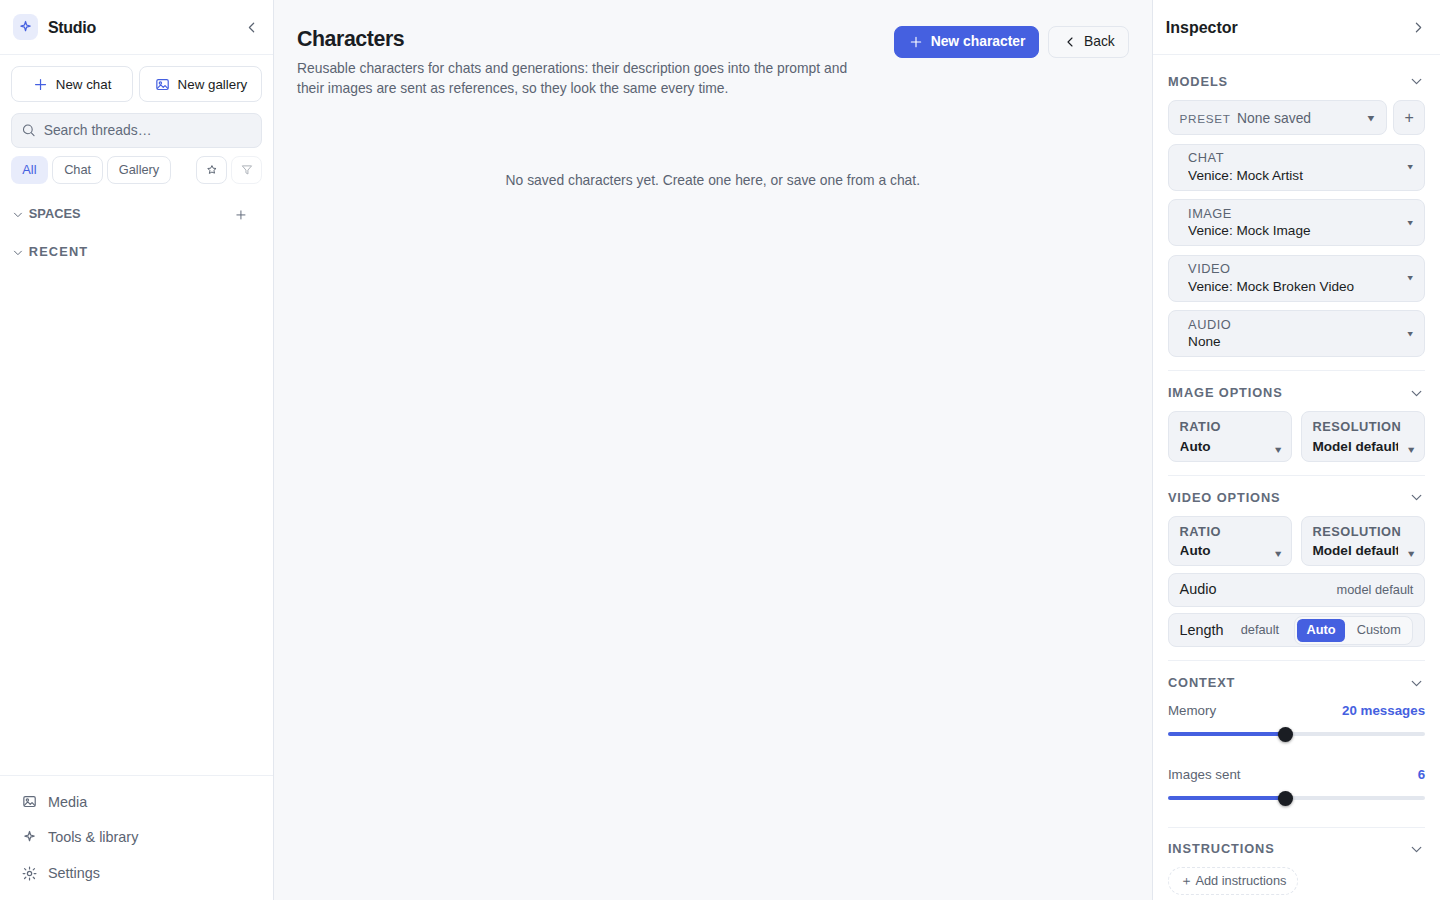 Studio
New chat
New gallery
Search threads…
All
Chat
Gallery
SPACES
RECENT
Media
Tools & library
Settings
Characters
Reusable characters for chats and generations: their description goes into the prompt and
their images are sent as references, so they look the same every time.
New character
Back
No saved characters yet. Create one here, or save one from a chat.
Inspector
MODELS
PRESET None saved
+
CHAT
Venice: Mock Artist
IMAGE
Venice: Mock Image
VIDEO
Venice: Mock Broken Video
AUDIO
None
IMAGE OPTIONS
RATIO
Auto
RESOLUTION
Model default
VIDEO OPTIONS
RATIO
Auto
RESOLUTION
Model default
Audio
model default
Length
default
Auto
Custom
CONTEXT
Memory
20 messages
Images sent
6
INSTRUCTIONS
+ Add instructions